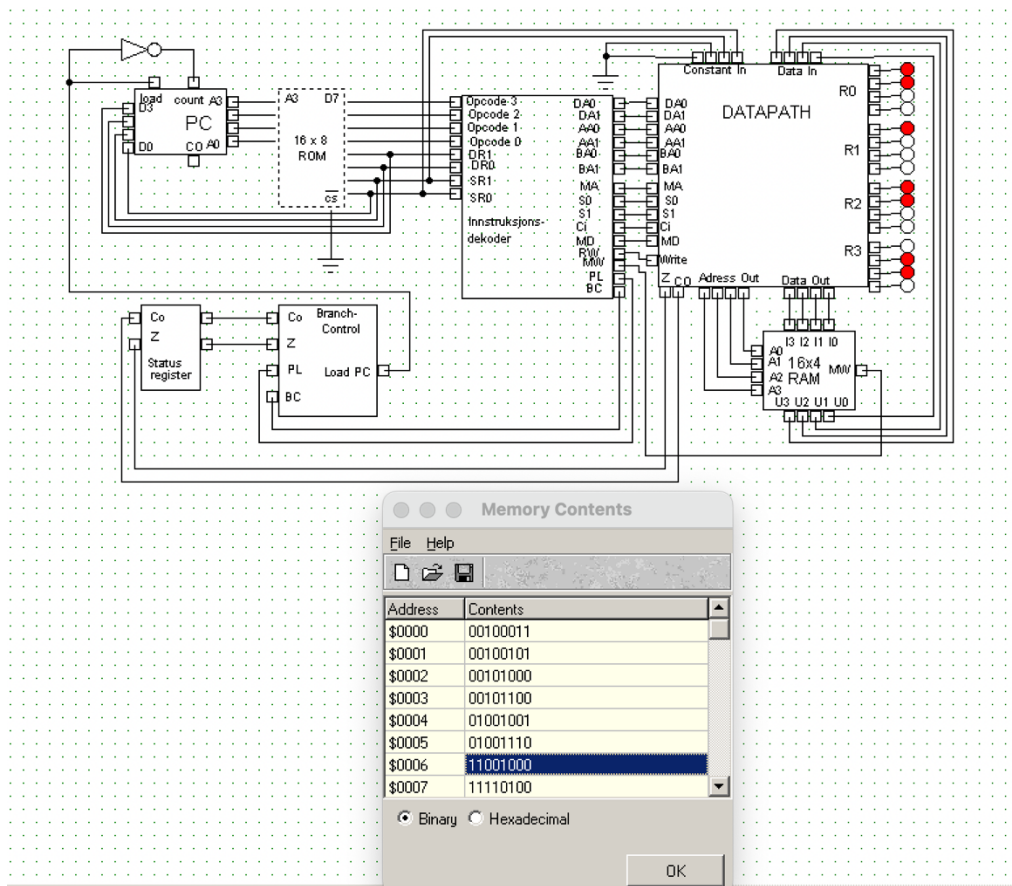 load count A3
D3
PC
D0 CO A0
A3 D7
16 x 8
ROM
cs
Opcode 3
Opcode 2
Opcode 1
Opcode 0
DR1
DR0
SR1
SR0
Innstruksjons-
dekoder
DA0
DA1
AA0
AA1
BA0
BA1
MA
S0
S1
Ci
MD
RW
MW
PL
BC
Constant In Data In
DATAPATH
DA0
DA1
AA0
AA1
BA0
BA1
MA
S0
S1
Ci
MD
Write
Z CO Adress Out Data Out
R0
R1
R2
R3
Co
Z
Status
register
Co Branch-
Control
Z
PL Load PC
BC
I3 I2 I1 I0
A0
A1 16x4 MW
A2 RAM
A3
U3 U2 U1 U0
Memory Contents
File Help
Address Contents
$0000 00100011
$0001 00100101
$0002 00101000
$0003 00101100
$0004 01001001
$0005 01001110
$0006 11001000
$0007 11110100
Binary Hexadecimal
OK